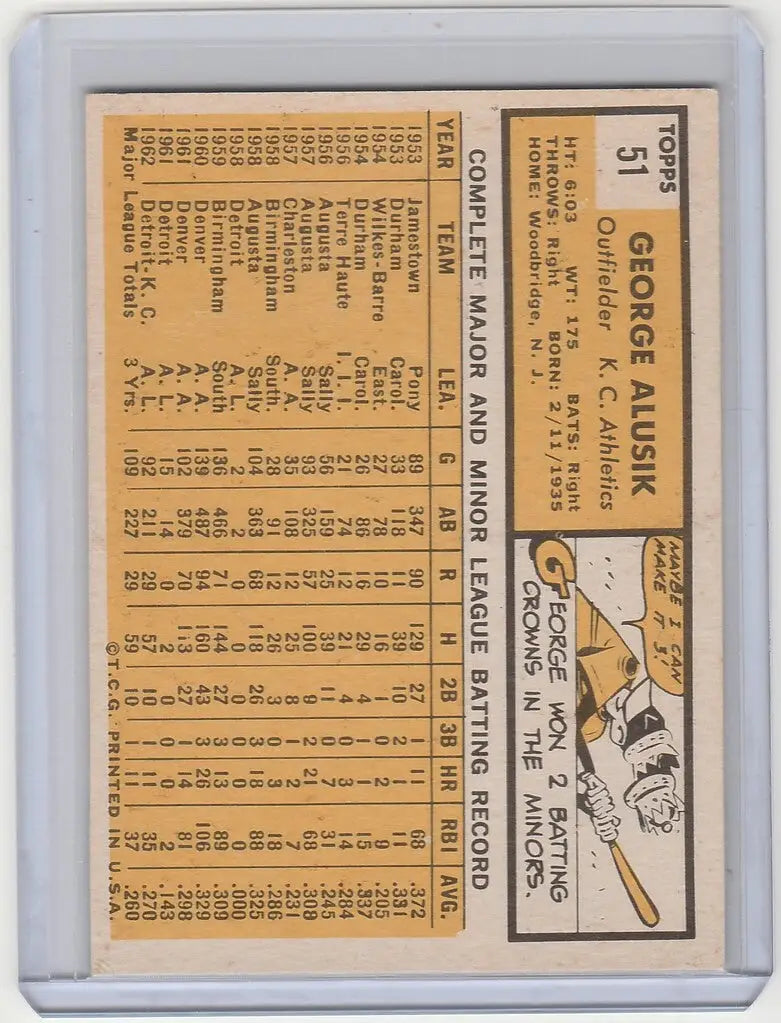 TOPPS
51
GEORGE ALUSIK
Outfielder K. C. Athletics
HT: 6:03 WT: 175 BATS: Right
THROWS: Right BORN: 2/11/1935
HOME: Woodbridge, N. J.
MAYBE I CAN
MAKE IT 3!
GEORGE WON 2 BATTING
CROWNS IN THE MINORS.
COMPLETE MAJOR AND MINOR LEAGUE BATTING RECORD
YEAR TEAM LEA. G AB R H 2B 3B HR RBI AVG.
1953 Jamestown Pony 89 347 90 129 27 1 11 68 .372
1953 Durham Carol. 33 118 11 39 10 2 1 11 .331
1954 Wilkes-Barre East. 27 78 10 16 1 0 2 9 .205
1954 Durham Carol. 26 86 16 29 4 1 1 15 .337
1956 Terre Haute I. I. I. 21 74 12 21 4 0 3 14 .284
1956 Augusta Sally 56 159 25 39 11 0 7 31 .245
1957 Augusta Sally 93 325 57 100 9 2 21 68 .308
1957 Charleston A. A. 35 108 12 25 8 1 2 7 .231
1958 Birmingham South. 28 91 12 26 3 0 3 18 .286
1958 Augusta Sally 104 363 68 118 26 3 18 88 .325
1958 Detroit A. L. 2 2 0 0 0 0 0 0 .000
1959 Birmingham South 136 466 71 144 27 3 13 89 .309
1960 Denver A. A. 139 487 94 160 43 3 26 106 .329
1961 Denver A. A. 102 379 70 113 27 1 14 81 .298
1961 Detroit A. L. 15 14 0 2 0 0 0 2 .143
1962 Detroit-K. C. A. L. 92 211 29 57 10 1 11 35 .270
Major League Totals 3 Yrs. 109 227 29 59 10 1 11 37 .260
©T.C.G. PRINTED IN U.S.A.